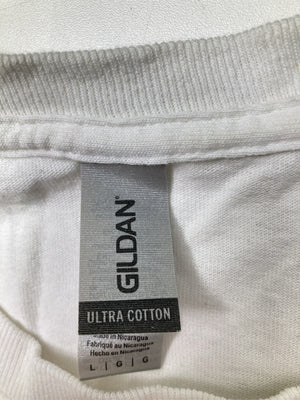 GILDAN
ULTRA COTTON
Made in Nicaragua
Fabriqué au Nicaragua
Hecho en Nicaragua
L | G | G